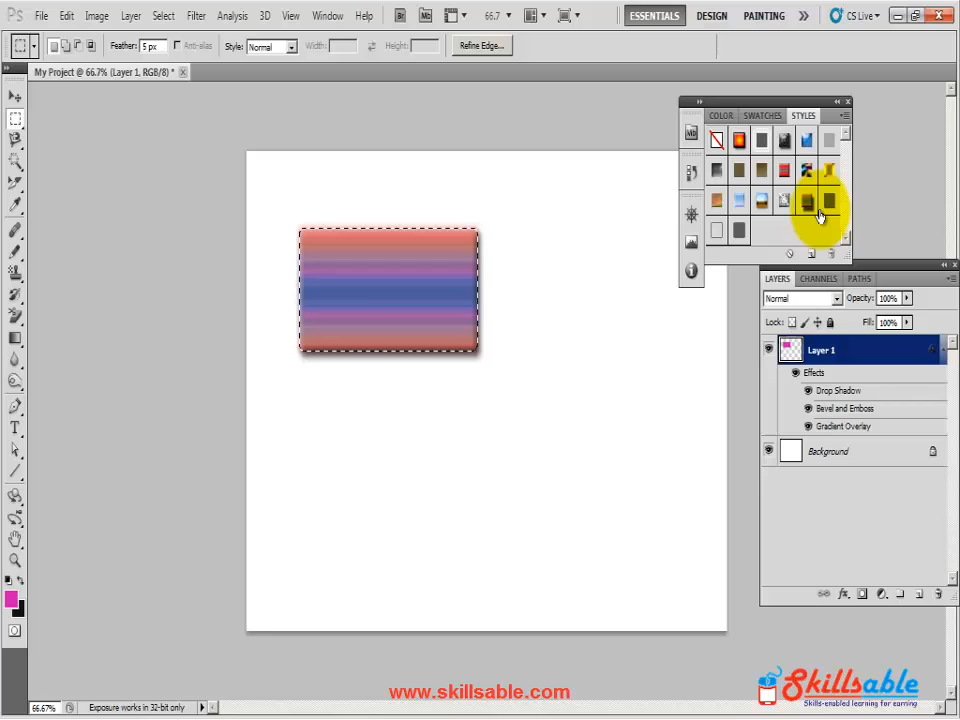 Ps File Edit Image Layer Select Filter Analysis 3D View Window Help Br Mb 66.7 ESSENTIALS DESIGN PAINTING CS Live
Feather: 5 px Anti-alias Style: Normal Width: Height: Refine Edge...
My Project @ 66.7% (Layer 1, RGB/8) *
COLOR SWATCHES STYLES
LAYERS CHANNELS PATHS
Normal Opacity: 100%
Lock: Fill: 100%
Layer 1
Effects
Drop Shadow
Bevel and Emboss
Gradient Overlay
Background
T
www.skillsable.com
Skillsable
Skills-enabled learning for earning
66.67% Exposure works in 32-bit only